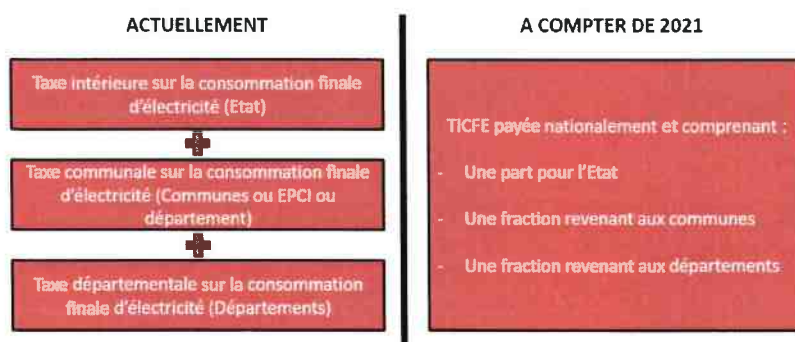 ACTUELLEMENT
Taxe intérieure sur la consommation finale
d'électricité (Etat)
Taxe communale sur la consommation finale
d'électricité (Communes ou EPCI ou
département)
Taxe départementale sur la consommation
finale d'électricité (Départements)
A COMPTER DE 2021
TICFE payée nationalement et comprenant :
- Une part pour l'Etat
- Une fraction revenant aux communes
- Une fraction revenant aux départements